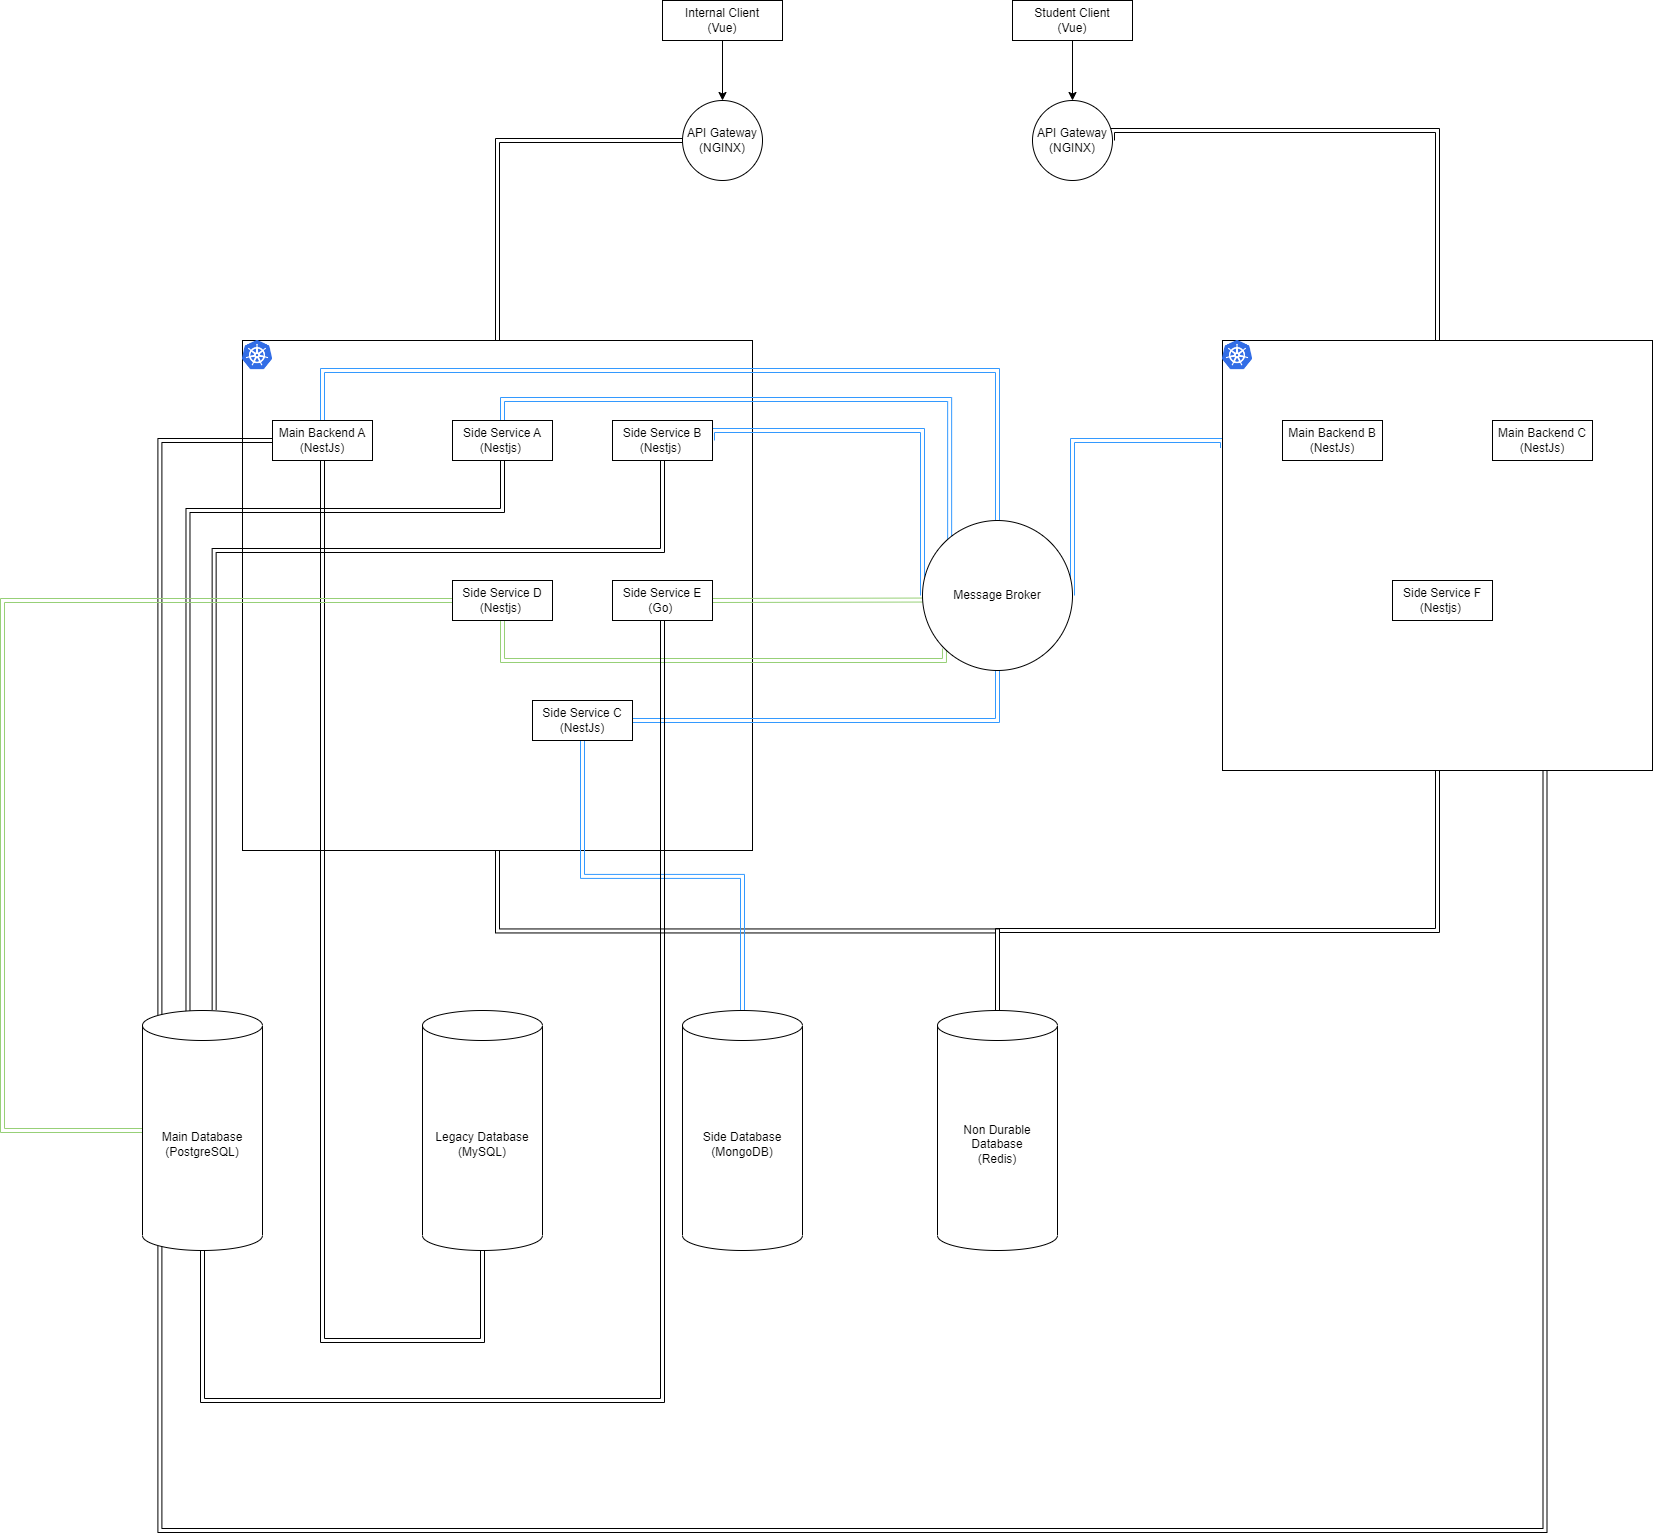 Internal Client
(Vue)
Student Client
(Vue)
API Gateway
(NGINX)
API Gateway
(NGINX)
Main Backend A
(NestJs)
Side Service A
(Nestjs)
Side Service B
(Nestjs)
Main Backend B
(NestJs)
Main Backend C
(NestJs)
Side Service D
(Nestjs)
Side Service E
(Go)
Message Broker
Side Service F
(Nestjs)
Side Service C
(NestJs)
Main Database
(PostgreSQL)
Legacy Database
(MySQL)
Side Database
(MongoDB)
Non Durable
Database
(Redis)